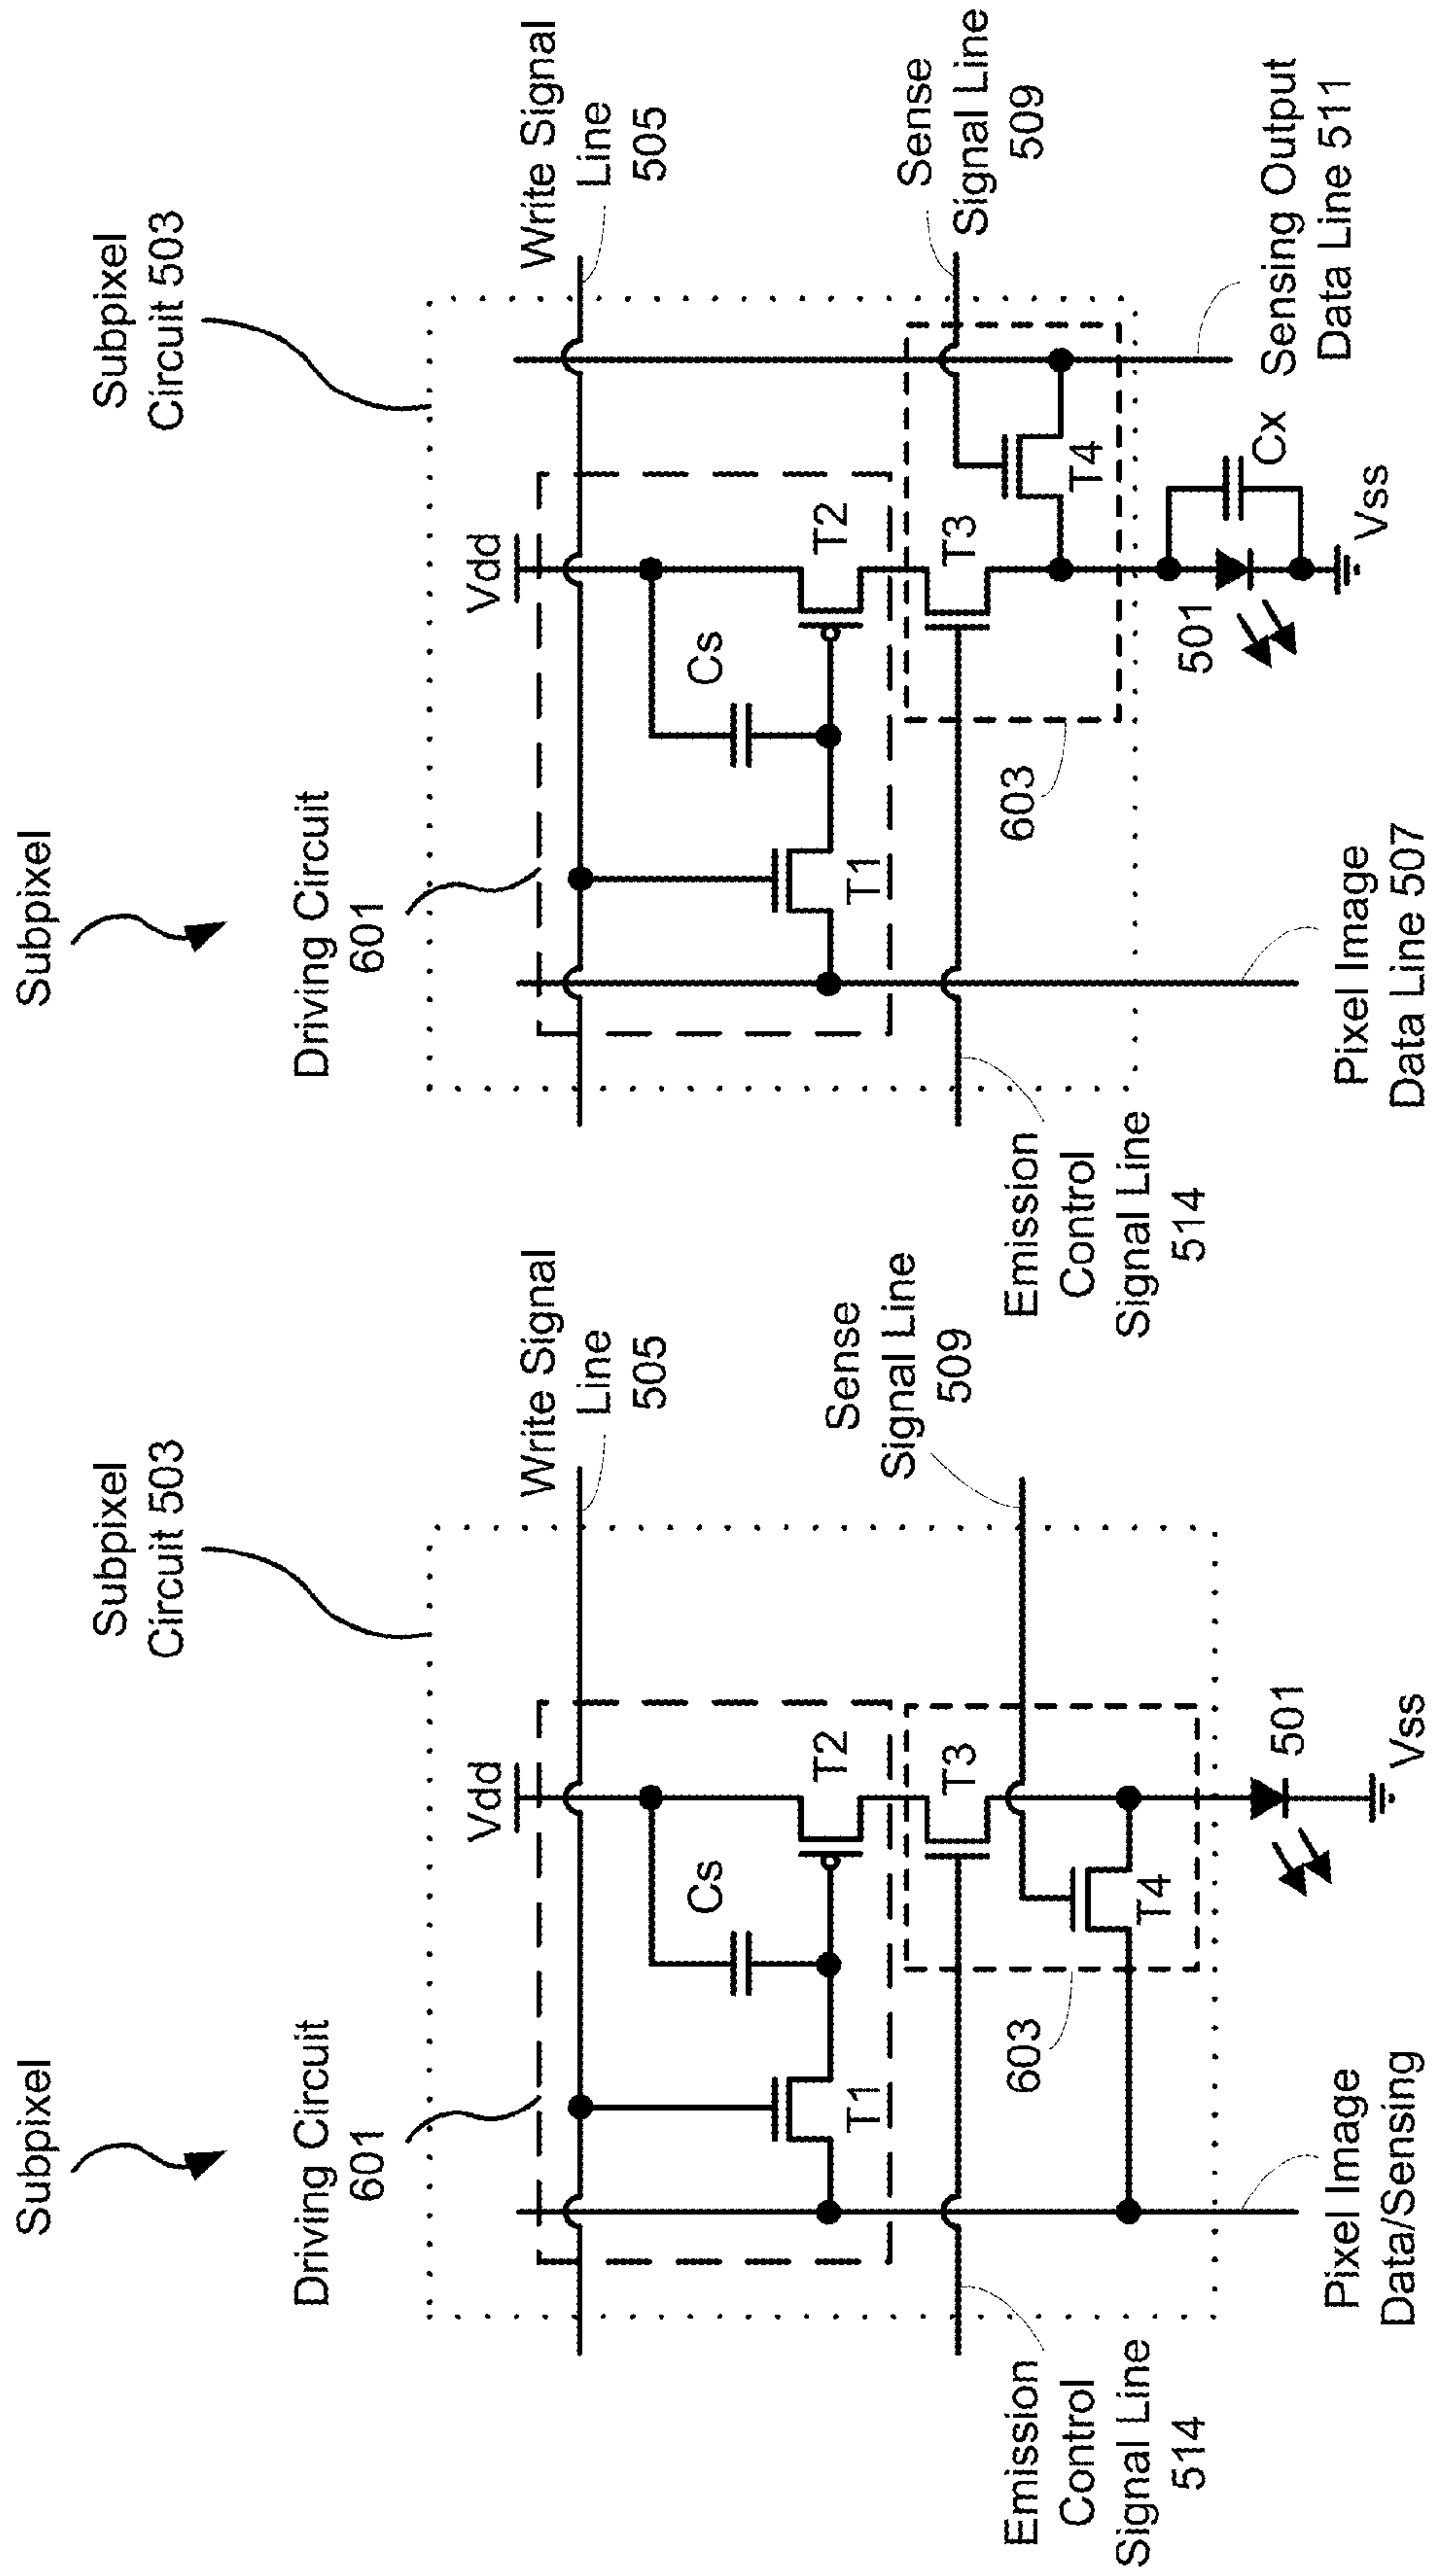 Subpixel
Subpixel
Circuit 503
Driving Circuit
601
Vdd
Write Signal
Line
505
Cs
T2
T1
T3
Sense
Signal Line
509
603
T4
Emission
Control
Signal Line
514
501
Vss
Pixel Image
Data/Sensing
Subpixel
Subpixel
Circuit 503
Driving Circuit
601
Vdd
Write Signal
Line
505
Cs
T2
T1
T3
Sense
Signal Line
509
603
T4
Emission
Control
Signal Line
514
501
Cx
Vss
Sensing Output
Data Line 511
Pixel Image
Data Line 507